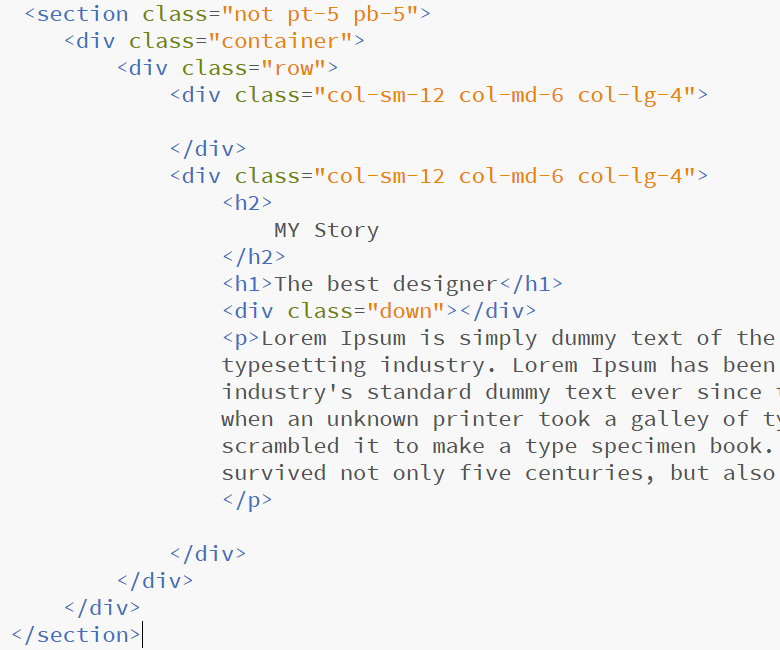 <section class="not pt-5 pb-5">
<div class="container">
<div class="row">
<div class="col-sm-12 col-md-6 col-lg-4">
</div>
<div class="col-sm-12 col-md-6 col-lg-4">
<h2>
MY Story
</h2>
<h1>The best designer</h1>
<div class="down"></div>
<p>Lorem Ipsum is simply dummy text of the
typesetting industry. Lorem Ipsum has been
industry's standard dummy text ever since
when an unknown printer took a galley of
scrambled it to make a type specimen book.
survived not only five centuries, but also
</p>
</div>
</div>
</div>
</section>